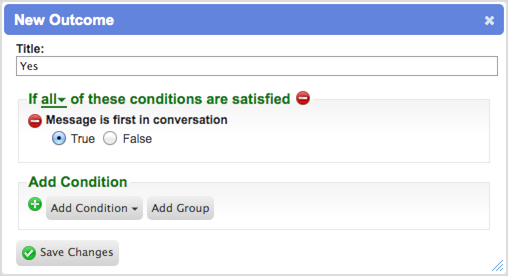 New Outcome
Title:
Yes
If all of these conditions are satisfied
Message is first in conversation
True False
Add Condition
Add Condition Add Group
Save Changes